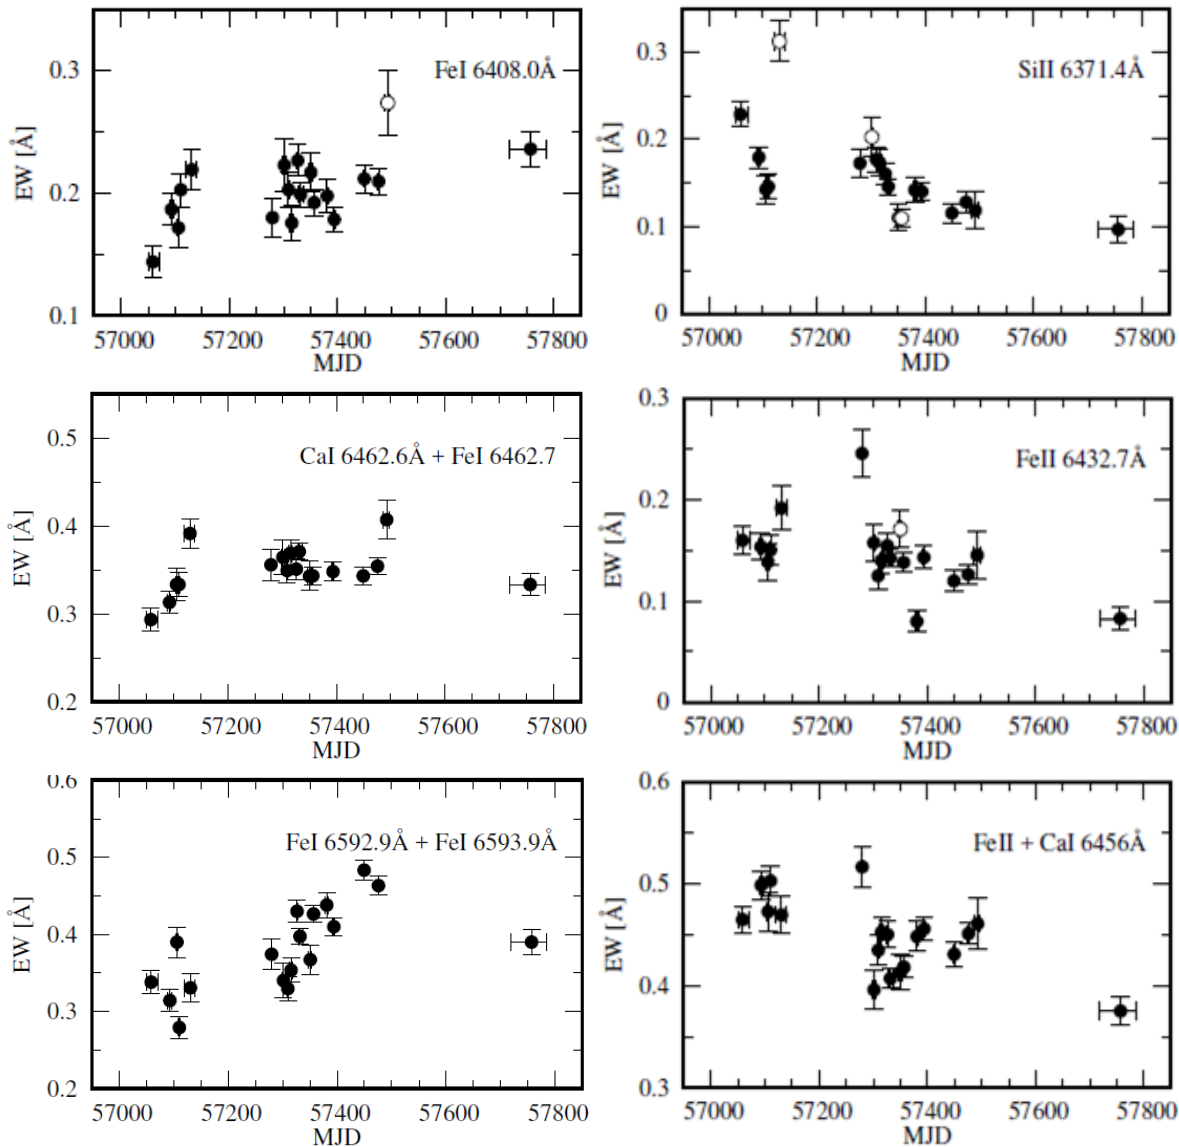 0.3
0.2
0.1
EW [Å]
FeI 6408.0Å
57000 57200 57400 57600 57800
MJD
0.3
0.2
0.1
0
EW [Å]
SiII 6371.4Å
57000 57200 57400 57600 57800
MJD
0.5
0.4
0.3
0.2
EW [Å]
CaI 6462.6Å + FeI 6462.7
57000 57200 57400 57600 57800
MJD
0.3
0.2
0.1
0
EW [Å]
FeII 6432.7Å
57000 57200 57400 57600 57800
MJD
0.6
0.5
0.4
0.3
0.2
EW [Å]
FeI 6592.9Å + FeI 6593.9Å
57000 57200 57400 57600 57800
MJD
0.6
0.5
0.4
0.3
EW [Å]
FeII + CaI 6456Å
57000 57200 57400 57600 57800
MJD